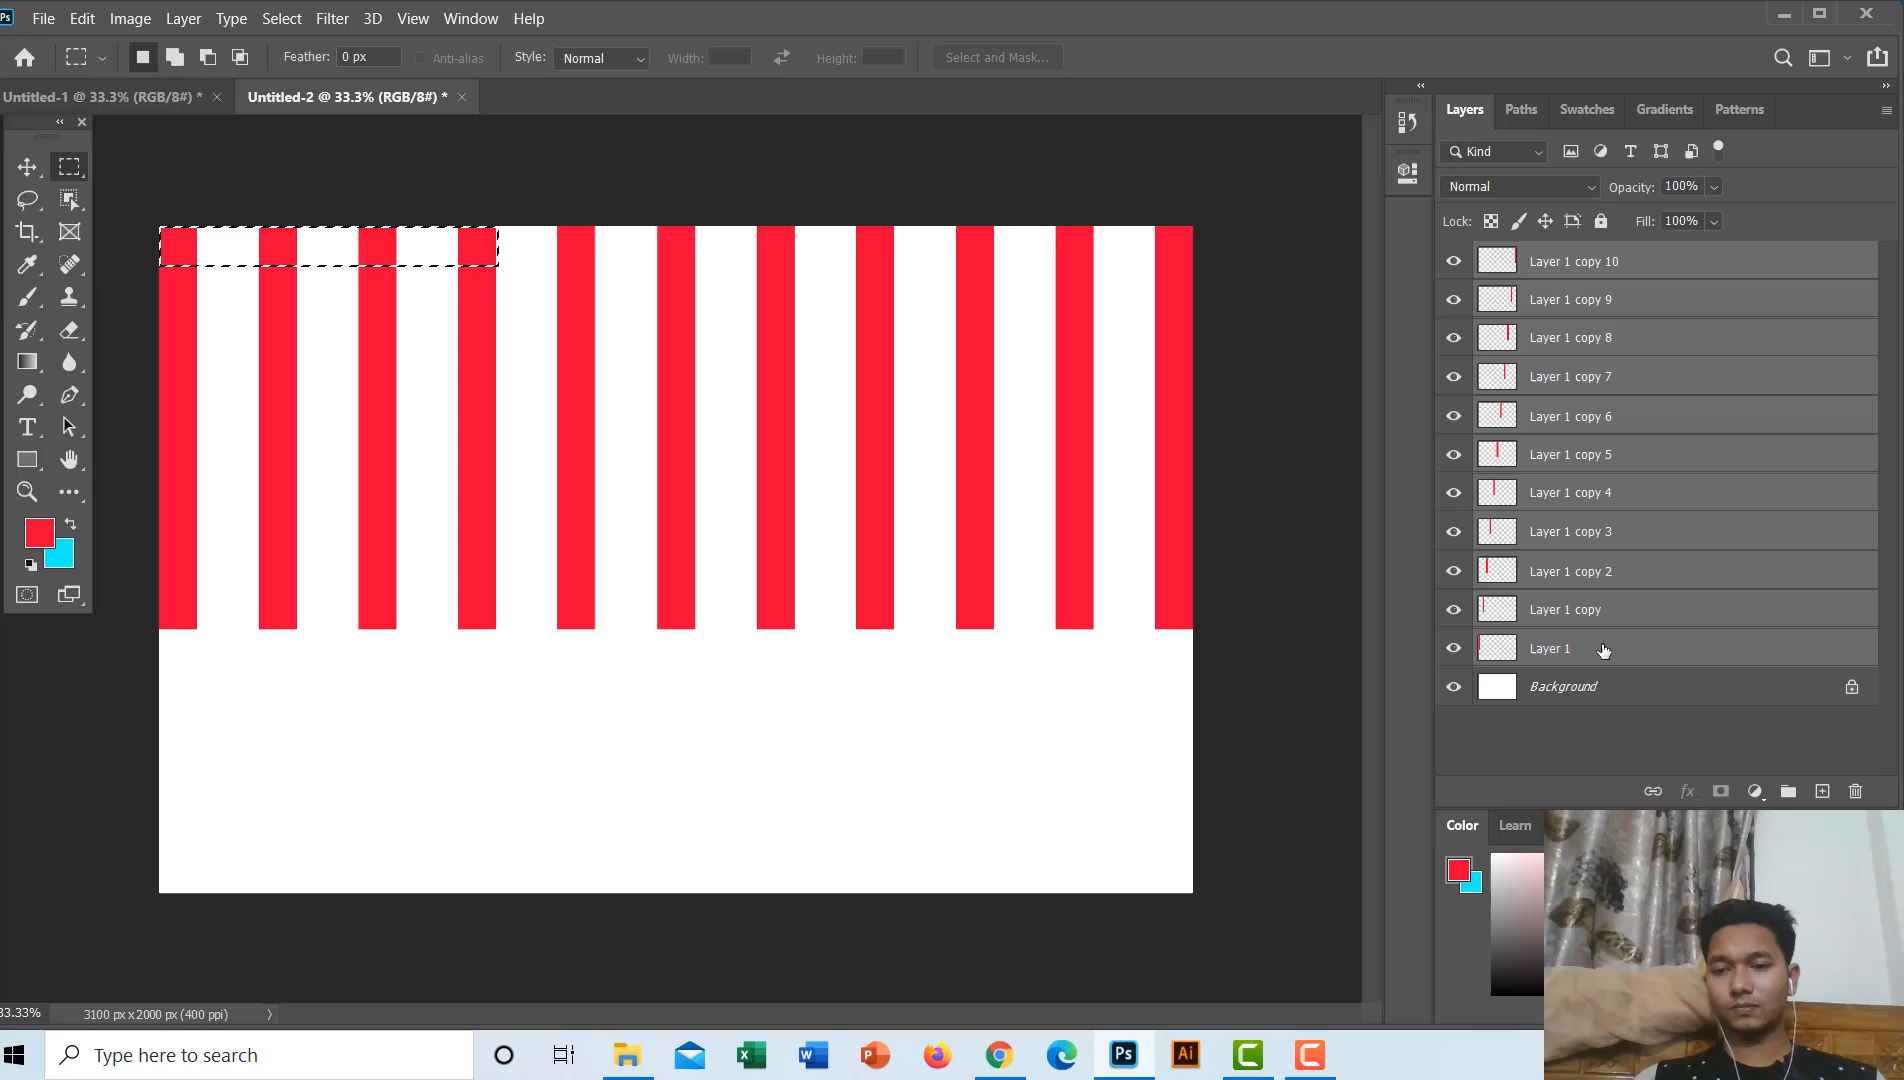 Ps File Edit Image Layer Type Select Filter 3D View Window Help
Feather: 0 px Anti-alias Style: Normal Width: Height: Select and Mask...
Untitled-1 @ 33.3% (RGB/8#) * Untitled-2 @ 33.3% (RGB/8#) *
Layers Paths Swatches Gradients Patterns
Kind
Normal Opacity: 100%
Lock: Fill: 100%
Layer 1 copy 10
Layer 1 copy 9
Layer 1 copy 8
Layer 1 copy 7
Layer 1 copy 6
Layer 1 copy 5
Layer 1 copy 4
Layer 1 copy 3
Layer 1 copy 2
Layer 1 copy
Layer 1
Background
fx
Color Learn
33.33% 3100 px x 2000 px (400 ppi)
Type here to search
Ps Ai